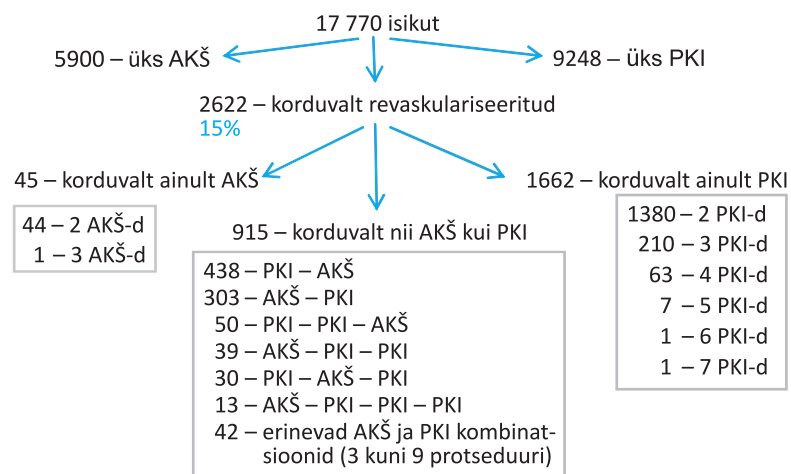 17 770 isikut
5900 – üks AKŠ
9248 – üks PKI
2622 – korduvalt revaskulariseeritud
15%
45 – korduvalt ainult AKŠ
44 – 2 AKŠ-d
1 – 3 AKŠ-d
915 – korduvalt nii AKŠ kui PKI
438 – PKI – AKŠ
303 – AKŠ – PKI
50 – PKI – PKI – AKŠ
39 – AKŠ – PKI – PKI
30 – PKI – AKŠ – PKI
13 – AKŠ – PKI – PKI – PKI
42 – erinevad AKŠ ja PKI kombinat-
sioonid (3 kuni 9 protseduuri)
1662 – korduvalt ainult PKI
1380 – 2 PKI-d
210 – 3 PKI-d
63 – 4 PKI-d
7 – 5 PKI-d
1 – 6 PKI-d
1 – 7 PKI-d